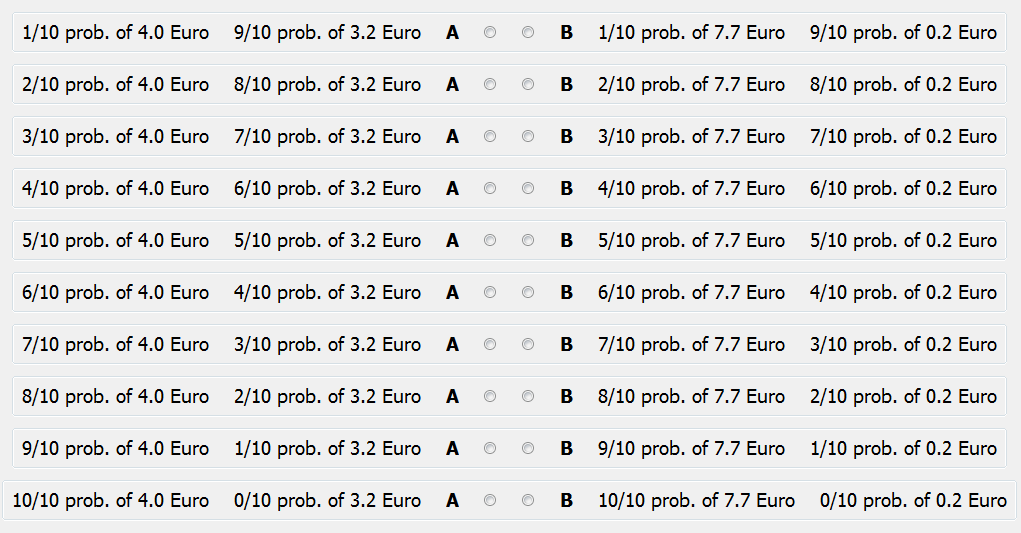 1/10 prob. of 4.0 Euro 9/10 prob. of 3.2 Euro A B 1/10 prob. of 7.7 Euro 9/10 prob. of 0.2 Euro
2/10 prob. of 4.0 Euro 8/10 prob. of 3.2 Euro A B 2/10 prob. of 7.7 Euro 8/10 prob. of 0.2 Euro
3/10 prob. of 4.0 Euro 7/10 prob. of 3.2 Euro A B 3/10 prob. of 7.7 Euro 7/10 prob. of 0.2 Euro
4/10 prob. of 4.0 Euro 6/10 prob. of 3.2 Euro A B 4/10 prob. of 7.7 Euro 6/10 prob. of 0.2 Euro
5/10 prob. of 4.0 Euro 5/10 prob. of 3.2 Euro A B 5/10 prob. of 7.7 Euro 5/10 prob. of 0.2 Euro
6/10 prob. of 4.0 Euro 4/10 prob. of 3.2 Euro A B 6/10 prob. of 7.7 Euro 4/10 prob. of 0.2 Euro
7/10 prob. of 4.0 Euro 3/10 prob. of 3.2 Euro A B 7/10 prob. of 7.7 Euro 3/10 prob. of 0.2 Euro
8/10 prob. of 4.0 Euro 2/10 prob. of 3.2 Euro A B 8/10 prob. of 7.7 Euro 2/10 prob. of 0.2 Euro
9/10 prob. of 4.0 Euro 1/10 prob. of 3.2 Euro A B 9/10 prob. of 7.7 Euro 1/10 prob. of 0.2 Euro
10/10 prob. of 4.0 Euro 0/10 prob. of 3.2 Euro A B 10/10 prob. of 7.7 Euro 0/10 prob. of 0.2 Euro